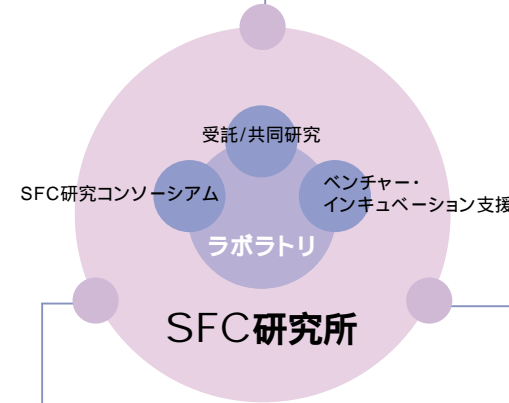 受託/共同研究
SFC研究コンソーシアム
ベンチャー・
インキュベーション支援
ラボラトリ
SFC研究所